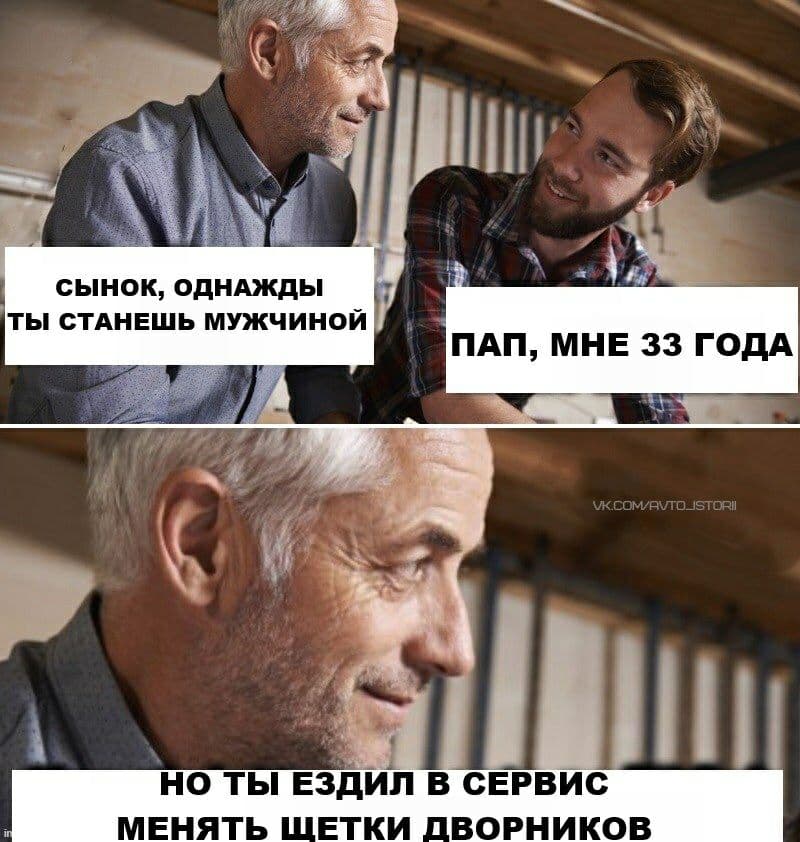 СЫНОК, ОДНАЖДЫ
ТЫ СТАНЕШЬ МУЖЧИНОЙ
ПАП, МНЕ 33 ГОДА
VK.COM/AVTO_ISTORII
НО ТЫ ЕЗДИЛ В СЕРВИС
МЕНЯТЬ ЩЕТКИ ДВОРНИКОВ